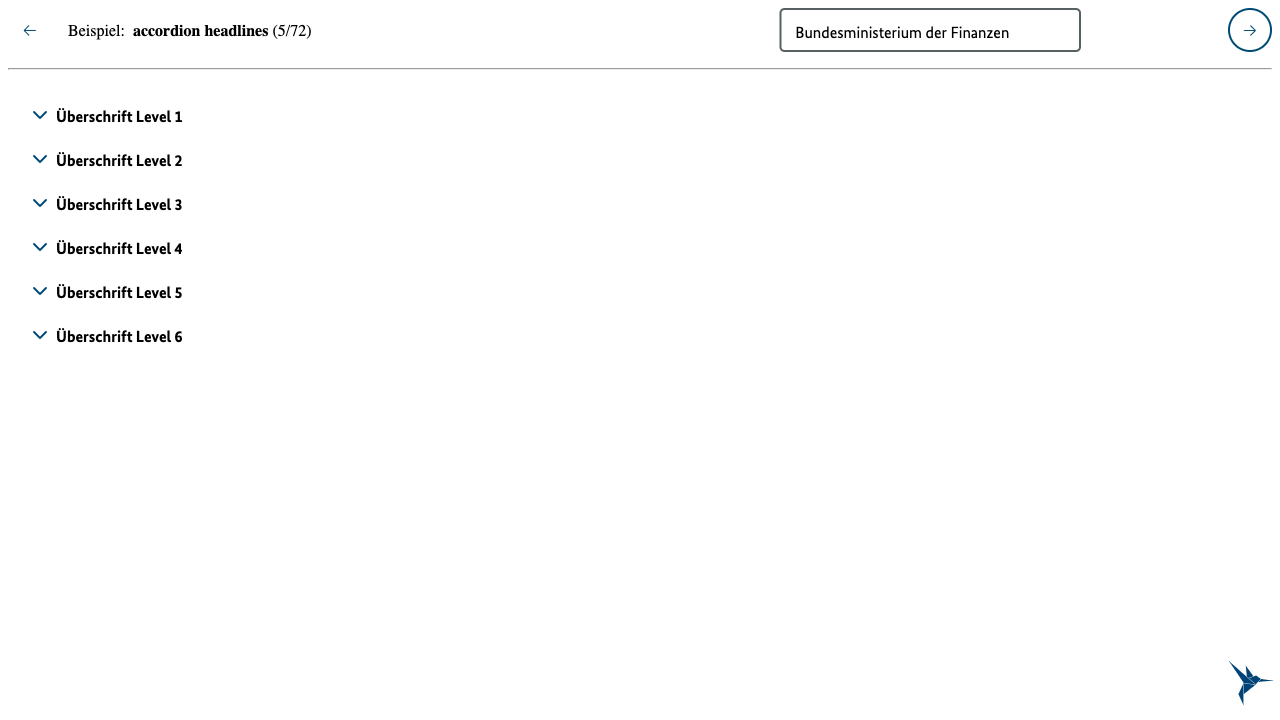 Beispiel: accordion headlines (5/72)
Bundesministerium der Finanzen
Überschrift Level 1
Überschrift Level 2
Überschrift Level 3
Überschrift Level 4
Überschrift Level 5
Überschrift Level 6